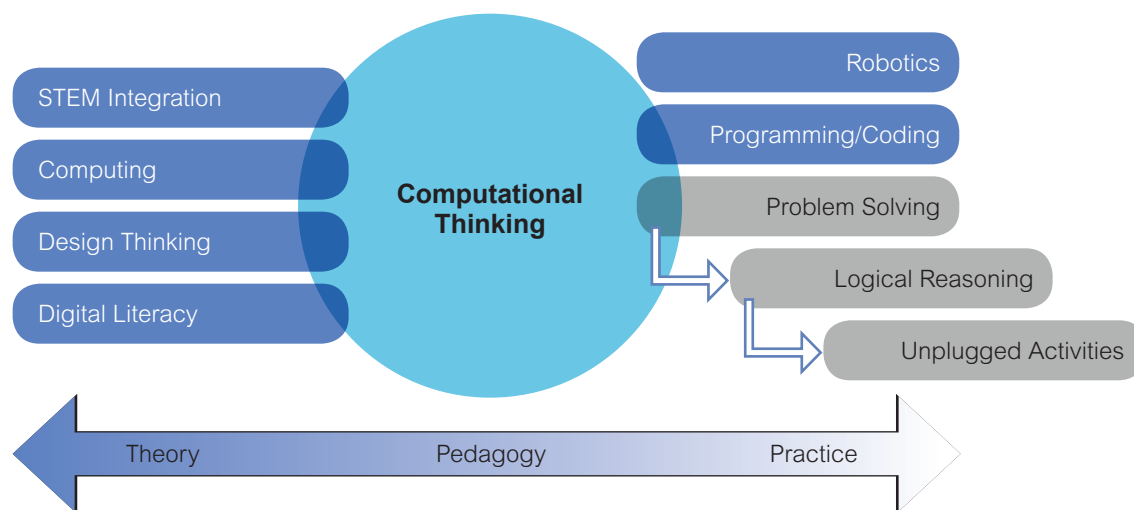 STEM Integration
Computing
Design Thinking
Digital Literacy
Computational
Thinking
Robotics
Programming/Coding
Problem Solving
Logical Reasoning
Unplugged Activities
Theory
Pedagogy
Practice